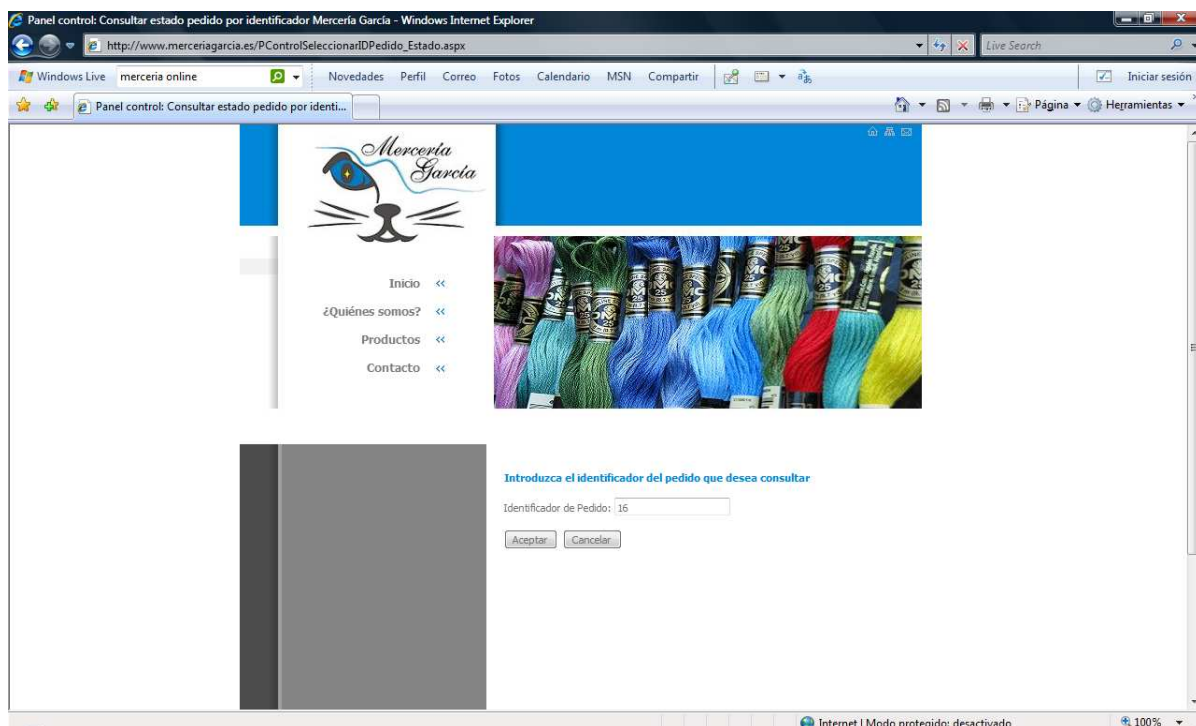 Panel control: Consultar estado pedido por identificador Mercería García - Windows Internet Explorer
http://www.merceriagarcia.es/PControlSeleccionarIDPedido_Estado.aspx
Live Search
Windows Live merceria online Novedades Perfil Correo Fotos Calendario MSN Compartir Iniciar sesión
Panel control: Consultar estado pedido por identi... Página Herramientas
Mercería
García
Inicio «
¿Quiénes somos? «
Productos «
Contacto «
Introduzca el identificador del pedido que desea consultar
Identificador de Pedido: 16
Aceptar Cancelar
Internet | Modo protegido: desactivado 100%